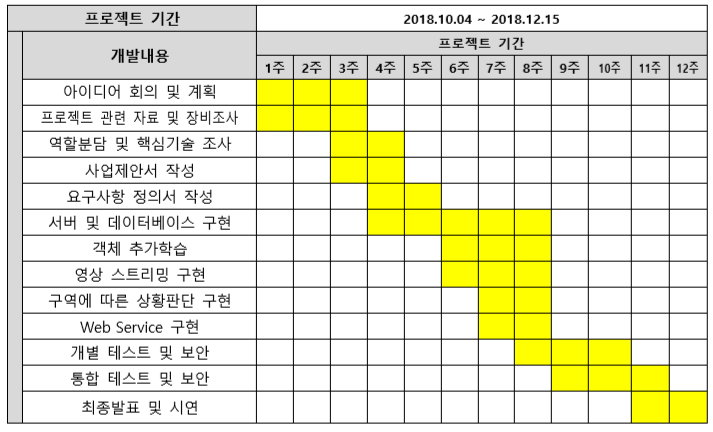 프로젝트 기간 2018.10.04 ~ 2018.12.15
개발내용 프로젝트 기간
1주 2주 3주 4주 5주 6주 7주 8주 9주 10주 11주 12주
아이디어 회의 및 계획
프로젝트 관련 자료 및 장비조사
역할분담 및 핵심기술 조사
사업제안서 작성
요구사항 정의서 작성
서버 및 데이터베이스 구현
객체 추가학습
영상 스트리밍 구현
구역에 따른 상황판단 구현
Web Service 구현
개별 테스트 및 보안
통합 테스트 및 보안
최종발표 및 시연